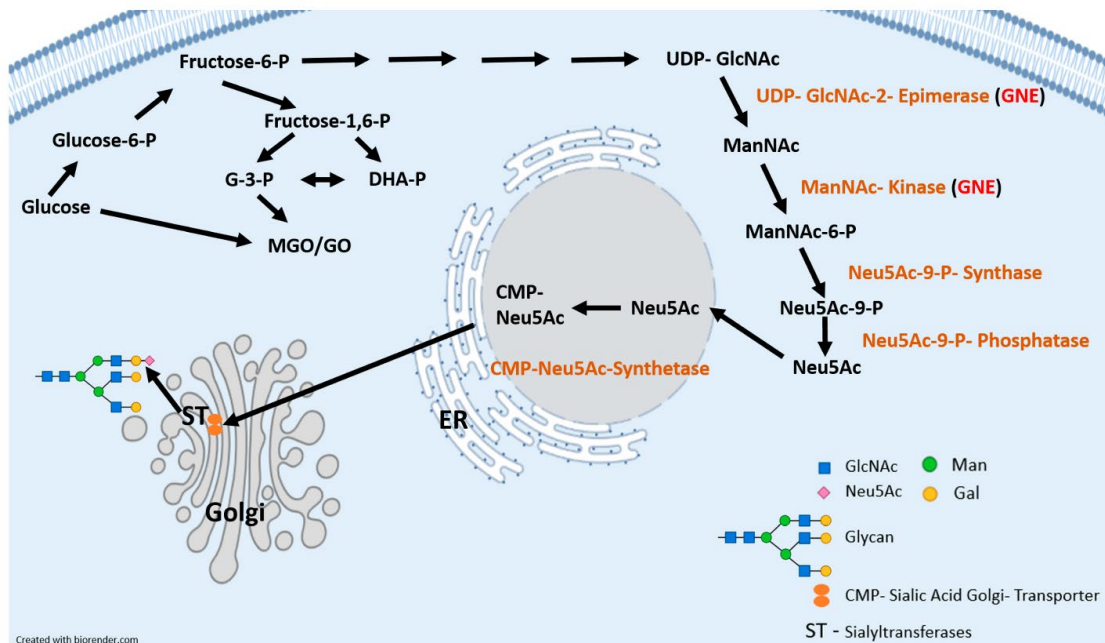 Fructose-6-P
UDP- GlcNAc
UDP- GlcNAc-2- Epimerase (GNE)
Fructose-1,6-P
Glucose-6-P
ManNAc
G-3-P
DHA-P
ManNAc- Kinase (GNE)
Glucose
MGO/GO
ManNAc-6-P
Neu5Ac-9-P- Synthase
CMP-
Neu5Ac
Neu5Ac
Neu5Ac-9-P
Neu5Ac-9-P- Phosphatase
Neu5Ac
CMP-Neu5Ac-Synthetase
ST
ER
Golgi
GlcNAc
Man
Neu5Ac
Gal
Glycan
CMP- Sialic Acid Golgi- Transporter
ST - Sialyltransferases
Created with biorender.com